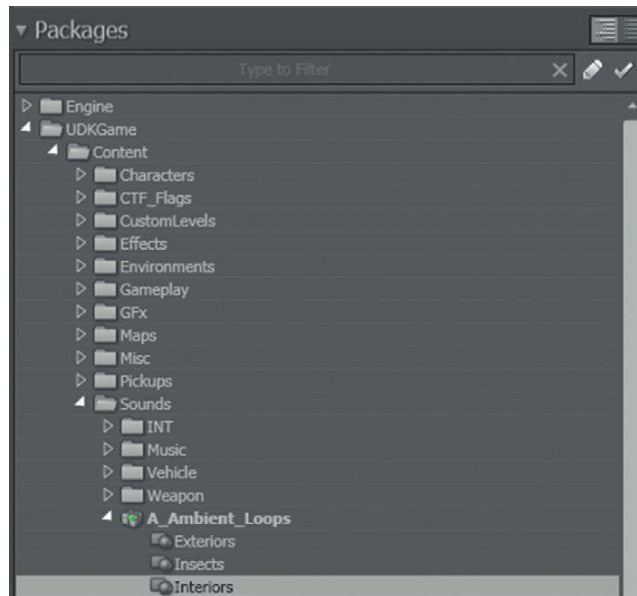 Packages
Type to Filter
Engine
UDKGame
Content
Characters
CTF_Flags
CustomLevels
Effects
Environments
Gameplay
GFx
Maps
Misc
Pickups
Sounds
INT
Music
Vehicle
Weapon
A_Ambient_Loops
Exteriors
Insects
Interiors